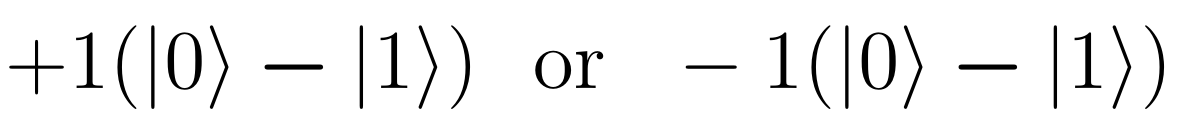 +1(|0⟩ − |1⟩) or − 1(|0⟩ − |1⟩)